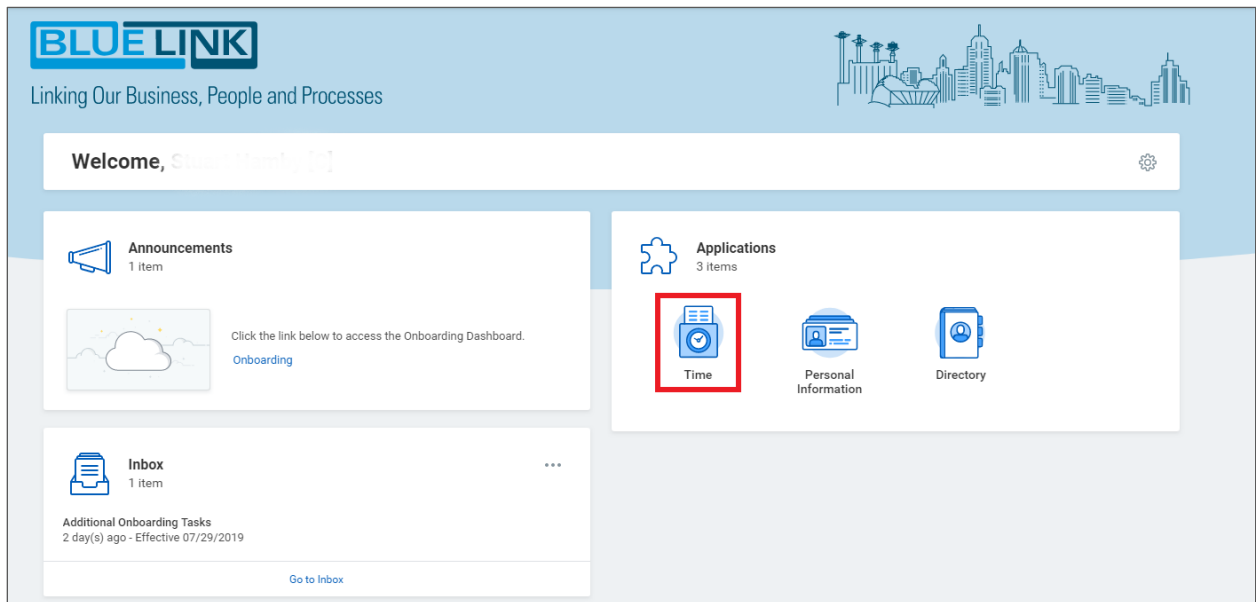 BLUE LINK
Linking Our Business, People and Processes
Welcome,
Announcements
1 item
Click the link below to access the Onboarding Dashboard.
Onboarding
Applications
3 items
Time
Personal
Information
Directory
Inbox
1 item
Additional Onboarding Tasks
2 day(s) ago - Effective 07/29/2019
Go to Inbox